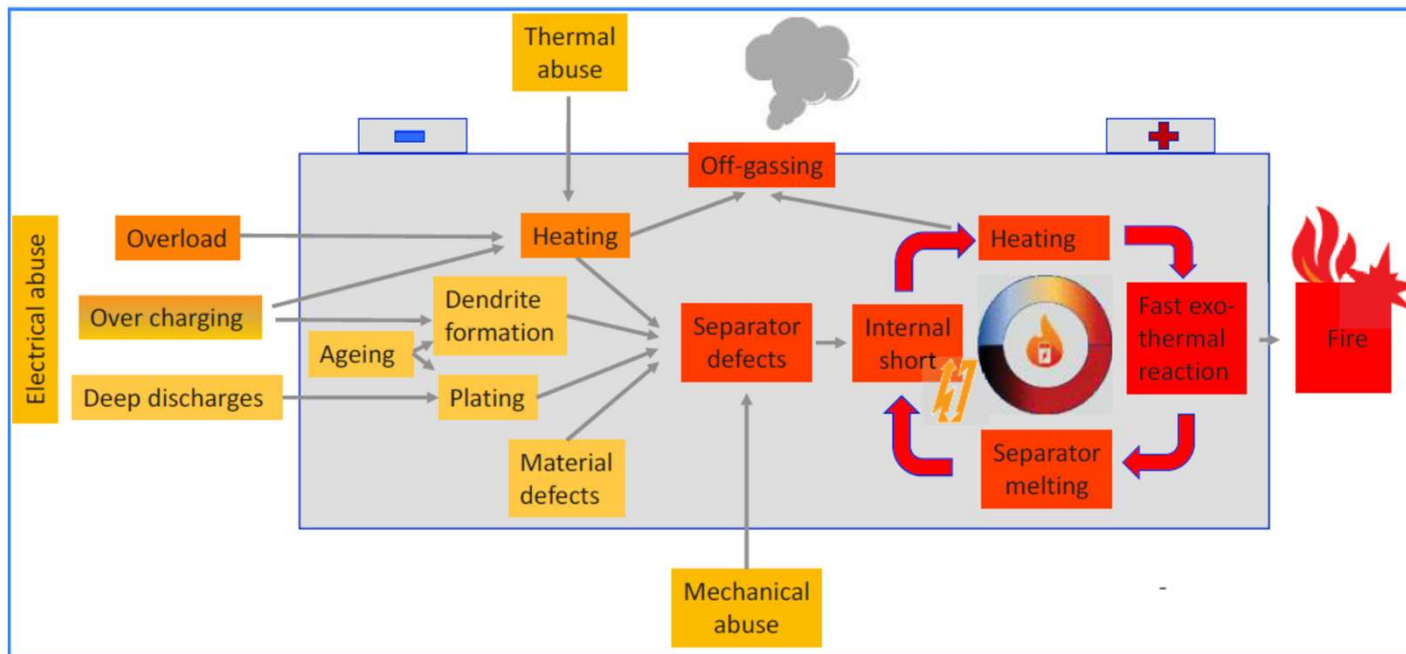 Thermal
abuse
Off-gassing
Electrical abuse
Overload
Heating
Heating
Over charging
Dendrite
formation
Ageing
Separator
defects
Internal
short
Fast exo-
thermal
reaction
Fire
Deep discharges
Plating
Material
defects
Separator
melting
Mechanical
abuse
-